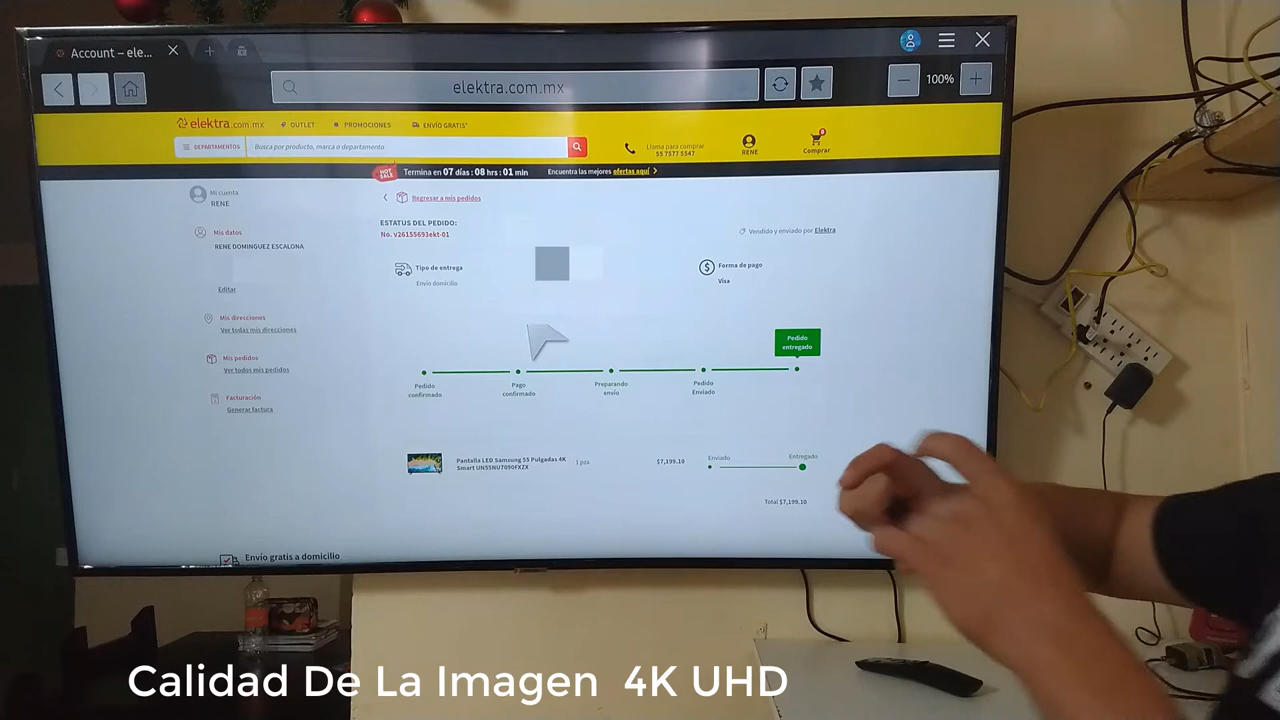 Account – ele...
elektra.com.mx
100%
elektra.com.mx
OUTLET
PROMOCIONES
ENVÍO GRATIS*
DEPARTAMENTOS
Busca por producto, marca o departamento
Llama para comprar
55 7577 5547
RENE
0
Comprar
HOT SALE
Termina en 07 días : 08 hrs : 01 min
Encuentra las mejores ofertas aquí
Mi cuenta
RENE
Mis datos
RENE DOMINGUEZ ESCALONA
Editar
Mis direcciones
Ver todas mis direcciones
Mis pedidos
Ver todos mis pedidos
Facturación
Generar factura
Regresar a mis pedidos
ESTATUS DEL PEDIDO:
No. v26155693ekt-01
Vendido y enviado por Elektra
Tipo de entrega
Envío domicilio
Forma de pago
Visa
Pedido
entregado
Pedido
confirmado
Pago
confirmado
Preparando
envío
Pedido
Enviado
Pantalla LED Samsung 55 Pulgadas 4K
Smart UN55NU7090FXZX
1 pza
$7,199.10
Enviado
Entregado
Total $7,199.10
Envío gratis a domicilio
Calidad De La Imagen 4K UHD